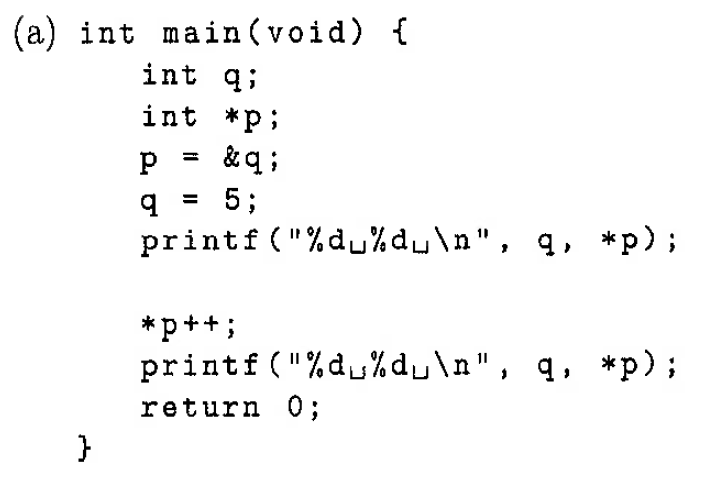 (a) int main(void) {
int q;
int *p;
p = &q;
q = 5;
printf("%d␣%d␣\n", q, *p);
*p++;
printf("%d␣%d␣\n", q, *p);
return 0;
}